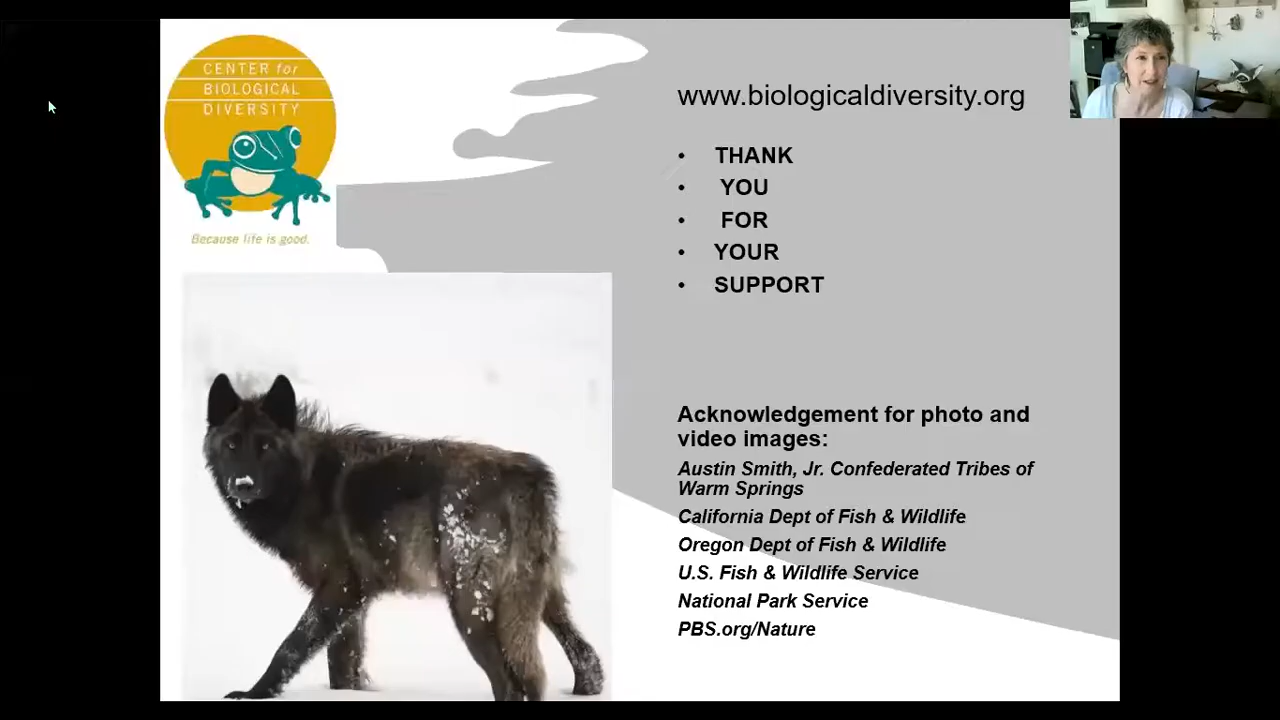 CENTER for
BIOLOGICAL
DIVERSITY
Because life is good.
www.biologicaldiversity.org
• THANK
• YOU
• FOR
• YOUR
• SUPPORT
Acknowledgement for photo and
video images:
Austin Smith, Jr. Confederated Tribes of
Warm Springs
California Dept of Fish & Wildlife
Oregon Dept of Fish & Wildlife
U.S. Fish & Wildlife Service
National Park Service
PBS.org/Nature